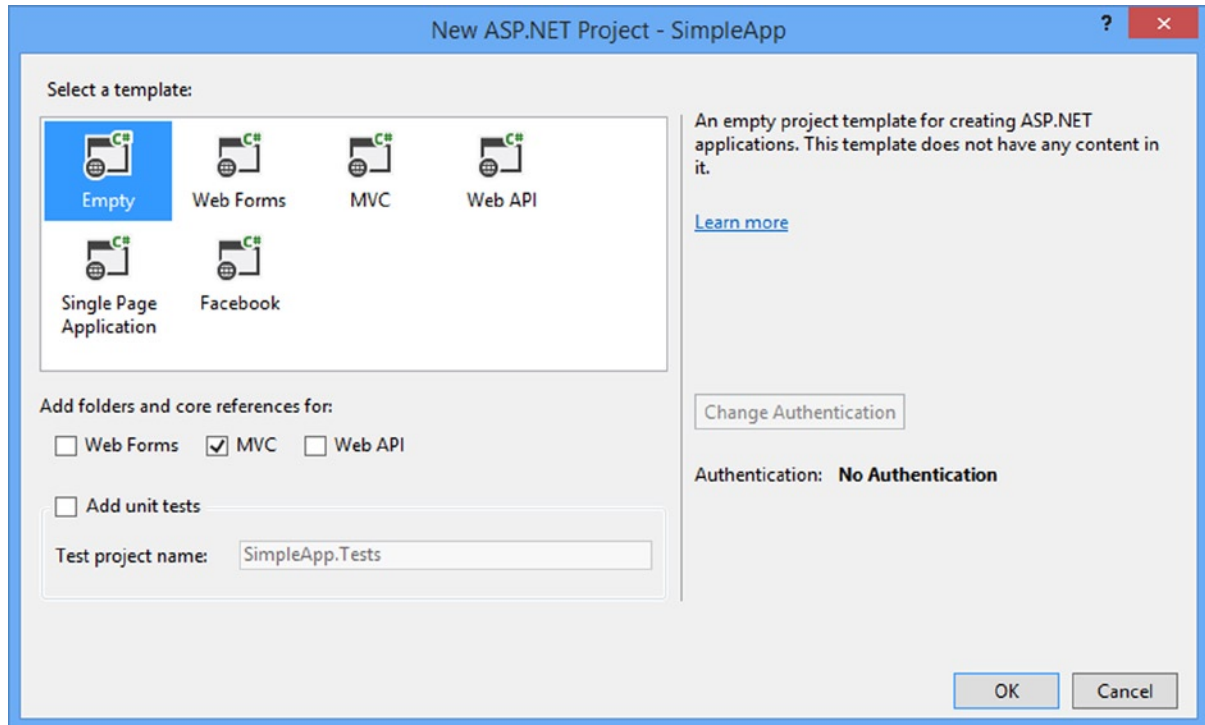 New ASP.NET Project - SimpleApp
?
Select a template:
C# C# C# C#
Empty Web Forms MVC Web API
C# C#
Single Page Facebook
Application
An empty project template for creating ASP.NET
applications. This template does not have any content in
it.
Learn more
Add folders and core references for:
Web Forms MVC Web API
Add unit tests
Test project name: SimpleApp.Tests
Change Authentication
Authentication: No Authentication
OK Cancel